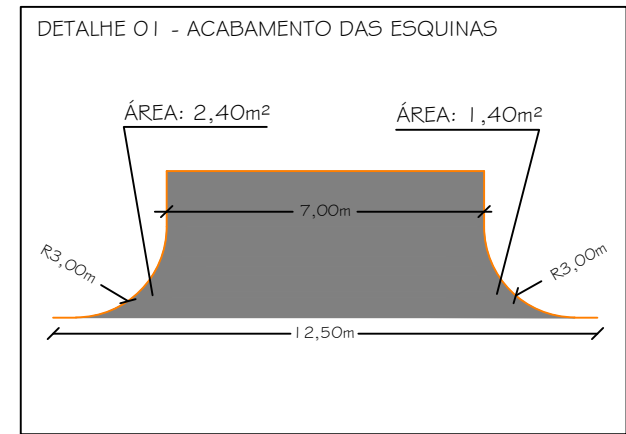 DETALHE 01 - ACABAMENTO DAS ESQUINAS
ÁREA: 2,40m²
ÁREA: 1,40m²
7,00m
R3,00m
R3,00m
12,50m